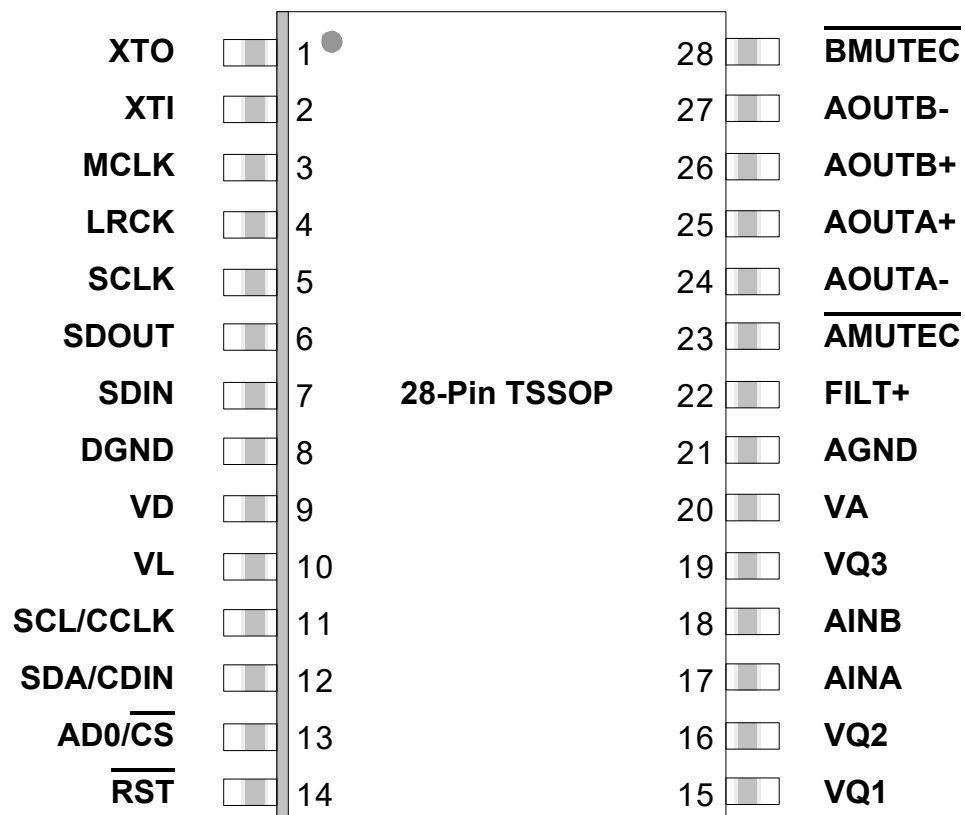 XTO 1 28 BMUTEC
XTI 2 27 AOUTB-
MCLK 3 26 AOUTB+
LRCK 4 25 AOUTA+
SCLK 5 24 AOUTA-
SDOUT 6 23 AMUTEC
SDIN 7 28-Pin TSSOP 22 FILT+
DGND 8 21 AGND
VD 9 20 VA
VL 10 19 VQ3
SCL/CCLK 11 18 AINB
SDA/CDIN 12 17 AINA
AD0/CS 13 16 VQ2
RST 14 15 VQ1